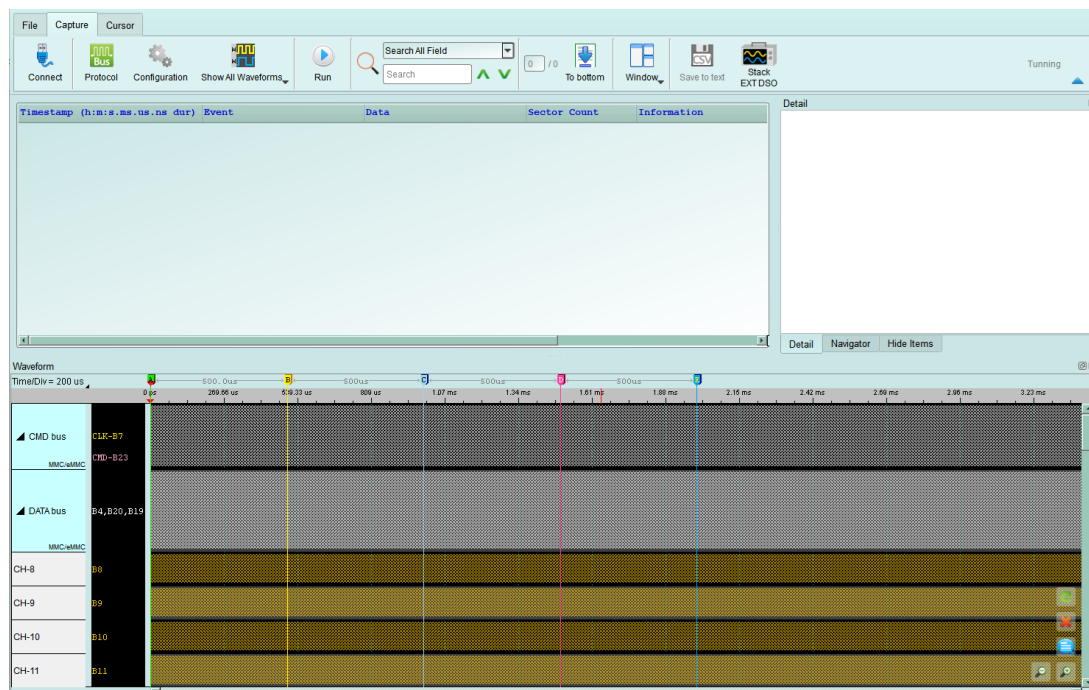 File Capture Cursor
Connect Protocol Configuration Show All Waveforms Run Search All Field Search 0 / 0 To bottom Window Save to text Stack EXT DSO Tunning
Bus
CSV
Timestamp (h:m:s.ms.us.ns dur) Event Data Sector Count Information
Detail
Detail Navigator Hide Items
Waveform
Time/Div = 200 us
A 500.0us B 500us C 500us D 500us E
0 ps 269.66 us 539.33 us 809 us 1.07 ms 1.34 ms 1.61 ms 1.88 ms 2.15 ms 2.42 ms 2.69 ms 2.96 ms 3.23 ms
CMD bus CLK-B7
MMC/eMMC CMD-B23
DATA bus B4,B20,B19
MMC/eMMC
CH-8 B8
CH-9 B9
CH-10 B10
CH-11 B11